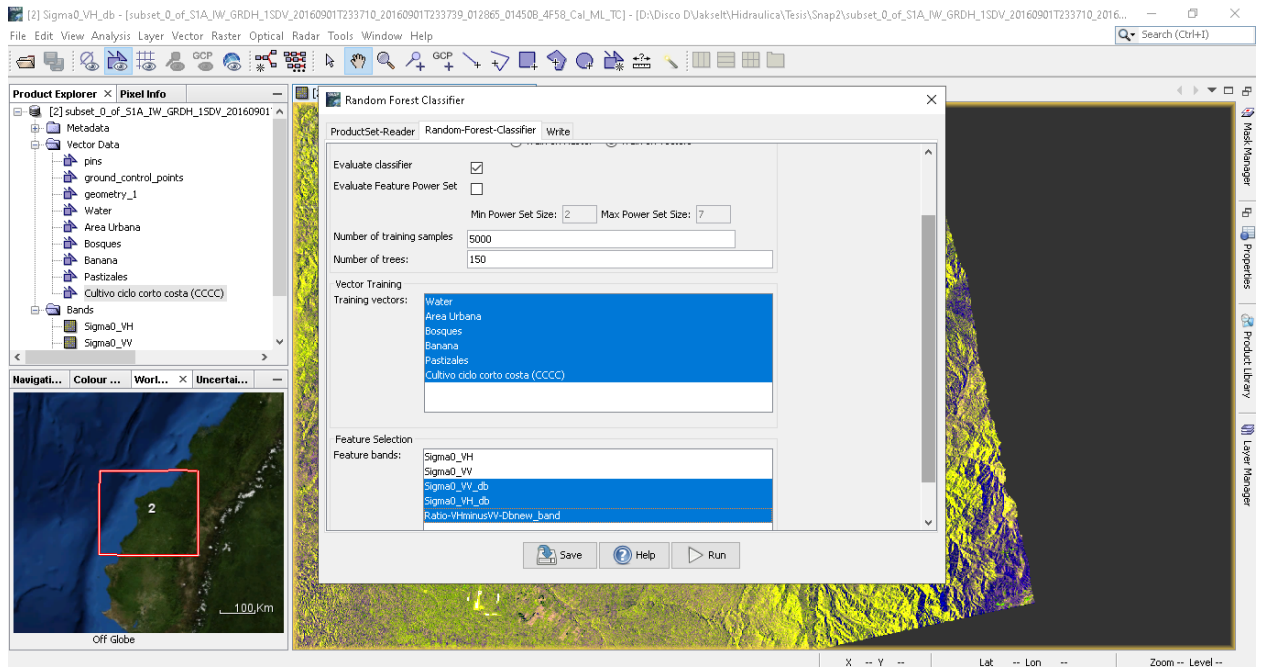 [2] Sigma0_VH_db - [subset_0_of_S1A_IW_GRDH_1SDV_20160901T233710_20160901T233739_012865_01450B_4F58_Cal_ML_TC] - [D:\Disco D\Jakselt\Hidraulica\Tesis\Snap2\subset_0_of_S1A_IW_GRDH_1SDV_20160901T233710_2016...
File Edit View Analysis Layer Vector Raster Optical Radar Tools Window Help
Search (Ctrl+I)
GCP
GCP
Product Explorer × Pixel Info
[2] subset_0_of_S1A_IW_GRDH_1SDV_20160901
Metadata
Vector Data
pins
ground_control_points
geometry_1
Water
Area Urbana
Bosques
Banana
Pastizales
Cultivo ciclo corto costa (CCCC)
Bands
Sigma0_VH
Sigma0_VV
Navigati... Colour ... Worl... × Uncertai...
2
100,Km
Off Globe
Random Forest Classifier
ProductSet-Reader Random-Forest-Classifier Write
Evaluate classifier
Evaluate Feature Power Set
Min Power Set Size: 2 Max Power Set Size: 7
Number of training samples 5000
Number of trees: 150
Vector Training
Training vectors: Water
Area Urbana
Bosques
Banana
Pastizales
Cultivo ciclo corto costa (CCCC)
Feature Selection
Feature bands: Sigma0_VH
Sigma0_VV
Sigma0_VV_db
Sigma0_VH_db
Ratio-VHminusVV-Dbnew_band
Save Help Run
Mask Manager
Properties
Product Library
Layer Manager
X -- Y -- Lat -- Lon -- Zoom -- Level --